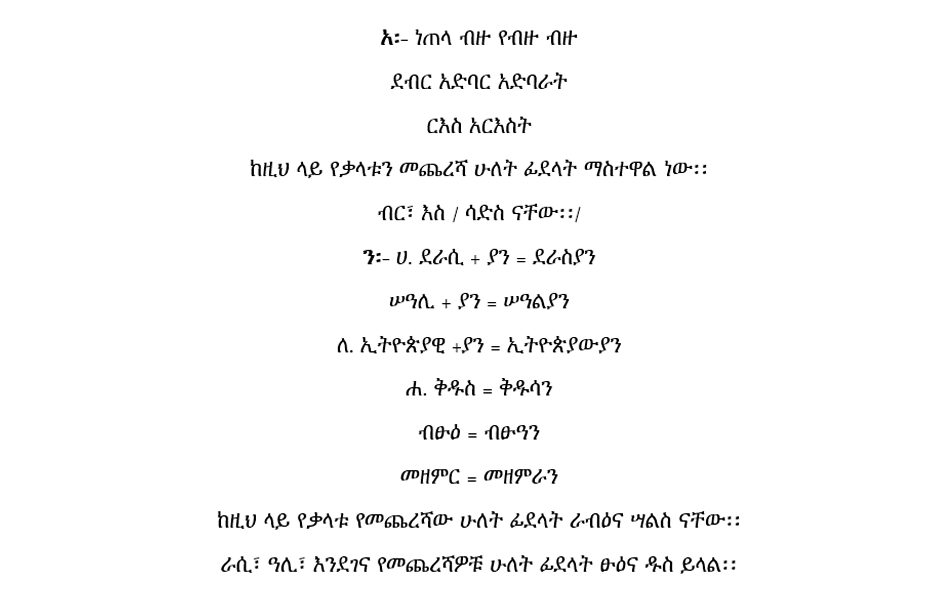 አ፡- ነጠላ ብዙ የብዙ ብዙ
ደብር አድባር አድባራት
ርእስ አርእስት
ከዚህ ላይ የቃላቱን መጨረሻ ሁለት ፊደላት ማስተዋል ነው፡፡
ብር፣ እስ / ሳድስ ናቸው፡፡/
ን፡- ሀ. ደራሲ + ያን = ደራስያን
ሠዓሊ + ያን = ሠዓልያን
ለ. ኢትዮጵያዊ +ያን = ኢትዮጵያውያን
ሐ. ቅዱስ = ቅዱሳን
ብፁዕ = ብፁዓን
መዘምር = መዘምራን
ከዚህ ላይ የቃላቱ የመጨረሻው ሁለት ፊደላት ራብዕና ሣልስ ናቸው፡፡
ራሲ፣ ዓሊ፣ እንደገና የመጨረሻዎቹ ሁለት ፊደላት ፁዕና ዱስ ይላል፡፡